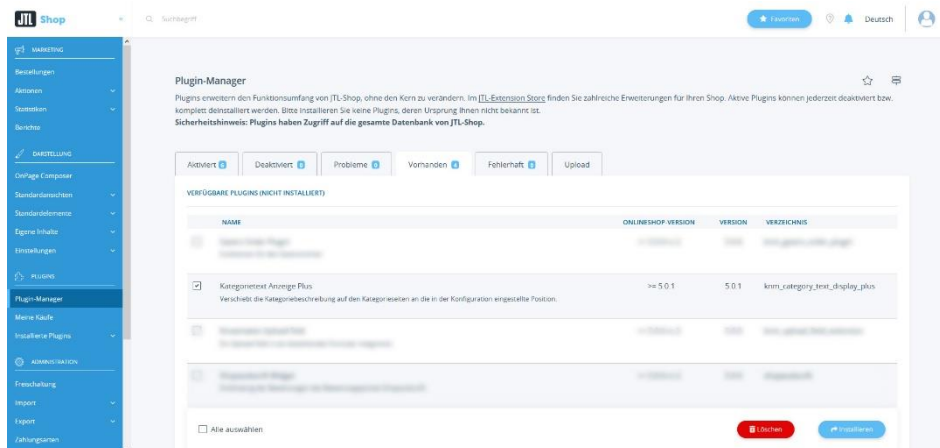 JTL Shop
Suchbegriff
Favoriten
Deutsch
MARKETING
Bestellungen
Aktionen
Statistiken
Berichte
DARSTELLUNG
OnPage Composer
Standardansichten
Standardelemente
Eigene Inhalte
Einstellungen
PLUGINS
Plugin-Manager
Meine Käufe
Installierte Plugins
ADMINISTRATION
Freischaltung
Import
Export
Zahlungsarten
Plugin-Manager
Plugins erweitern den Funktionsumfang von JTL-Shop, ohne den Kern zu verändern. Im JTL-Extension Store finden Sie zahlreiche Erweiterungen für Ihren Shop. Aktive Plugins können jederzeit deaktiviert bzw.
komplett deinstalliert werden. Bitte installieren Sie keine Plugins, deren Ursprung Ihnen nicht bekannt ist.
Sicherheitshinweis: Plugins haben Zugriff auf die gesamte Datenbank von JTL-Shop.
Aktiviert Deaktiviert Probleme Vorhanden 4 Fehlerhaft Upload
VERFÜGBARE PLUGINS (NICHT INSTALLIERT)
NAME ONLINESHOP-VERSION VERSION VERZEICHNIS
Kategorietext Anzeige Plus >= 5.0.1 5.0.1 knm_category_text_display_plus
Verschiebt die Kategoriebeschreibung auf den Kategorieseiten an die in der Konfiguration eingestellte Position.
Alle auswählen Löschen Installieren